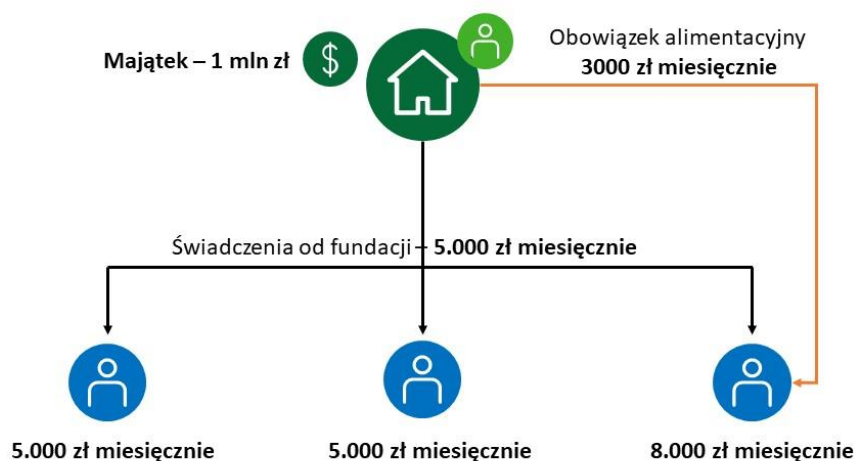 Majątek – 1 mln zł
$
Obowiązek alimentacyjny
3000 zł miesięcznie
Świadczenia od fundacji – 5.000 zł miesięcznie
5.000 zł miesięcznie
5.000 zł miesięcznie
8.000 zł miesięcznie